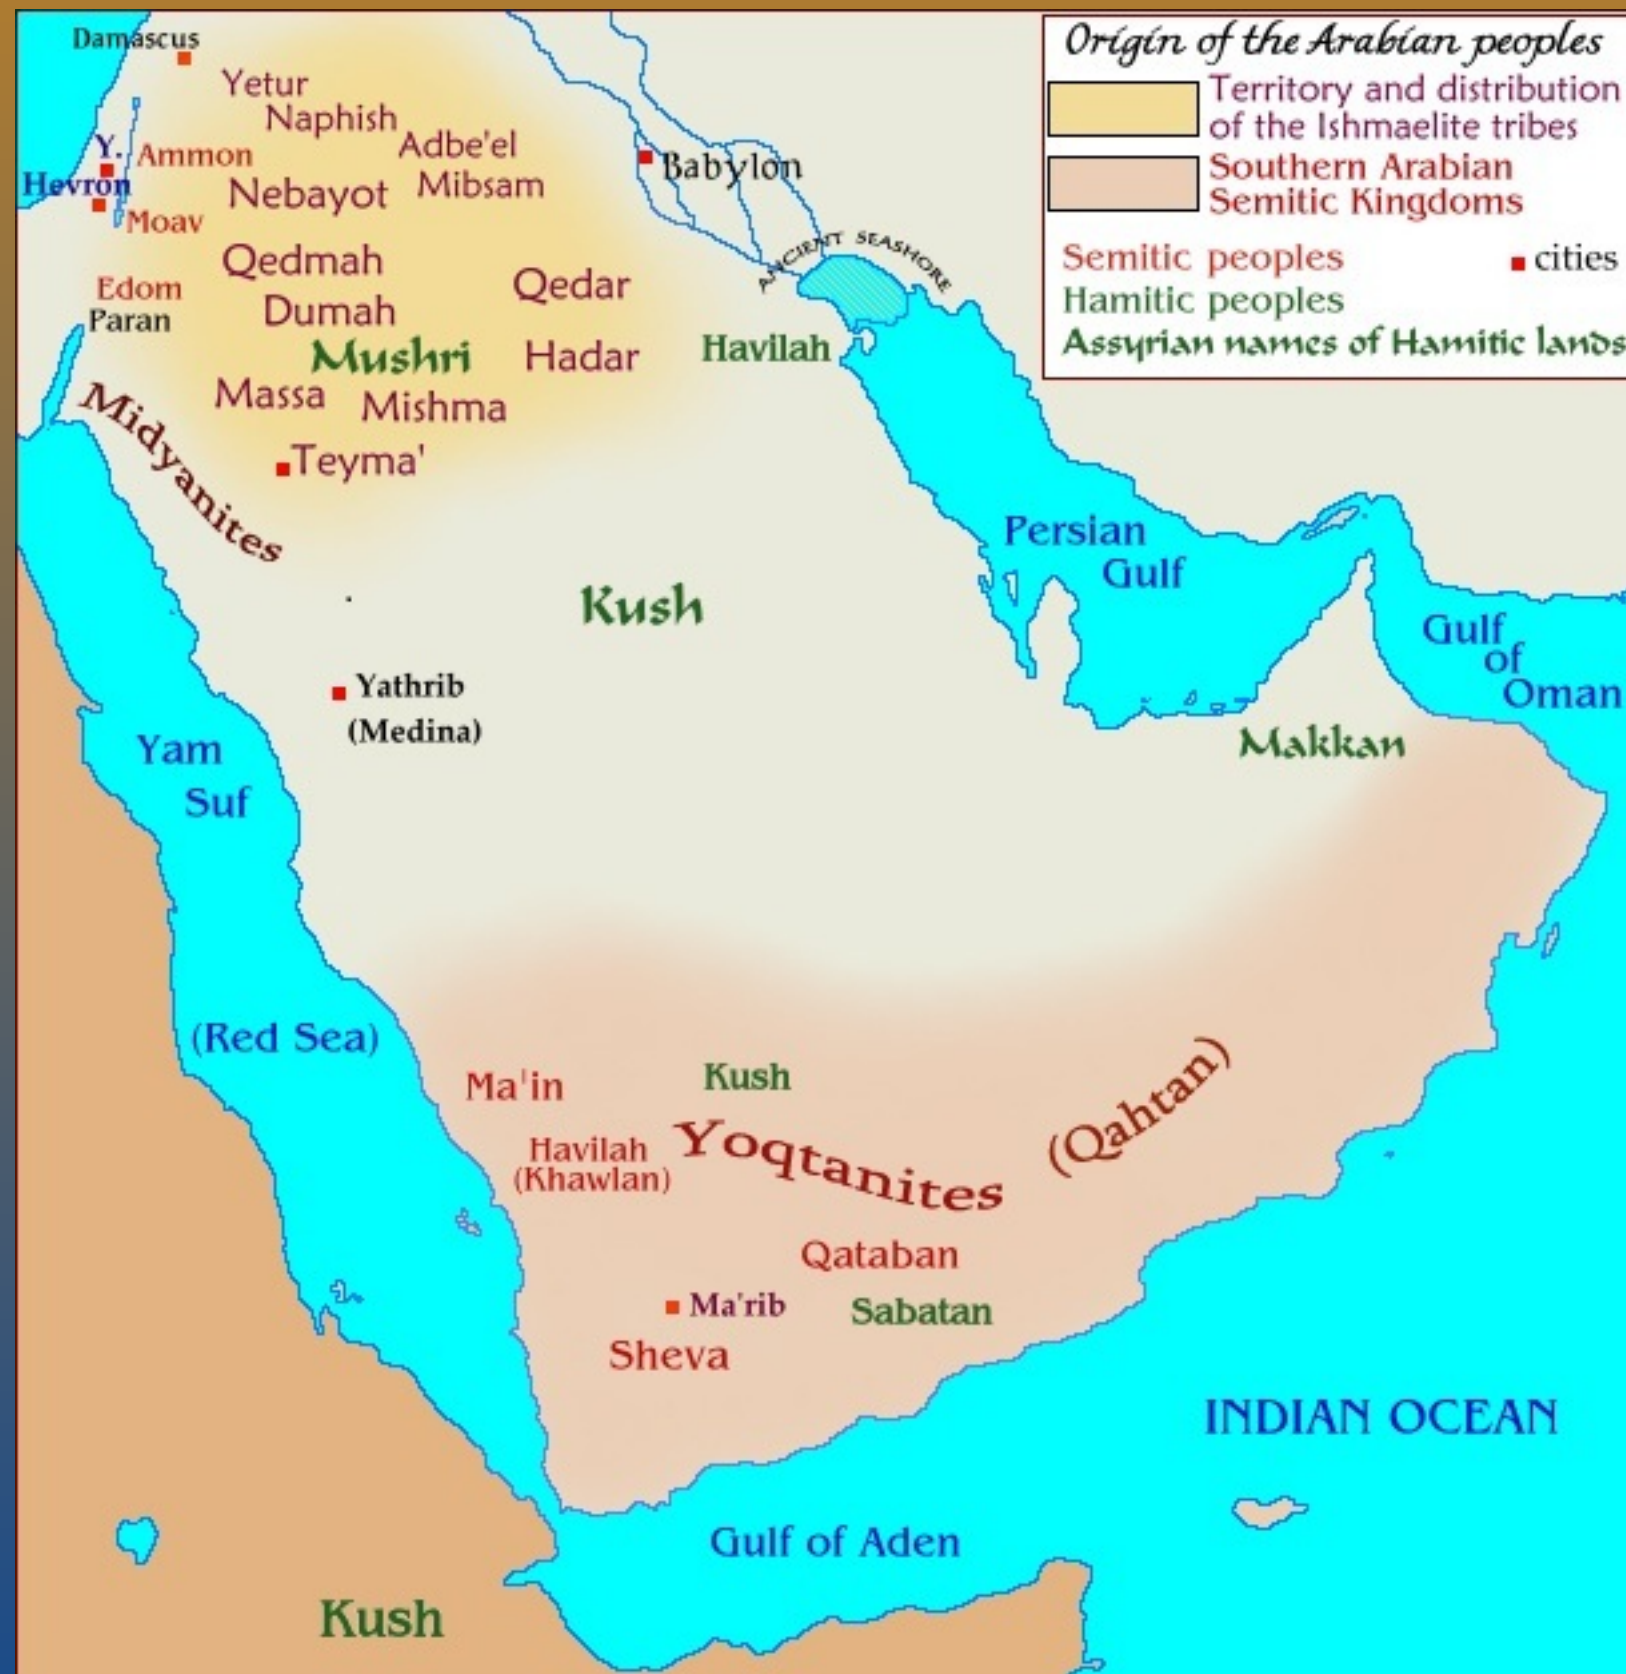 Origin of the Arabian peoples
Territory and distribution
of the Ishmaelite tribes
Southern Arabian
Semitic Kingdoms
Semitic peoples
cities
Hamitic peoples
Assyrian names of Hamitic lands
Damascus
Yetur
Naphish
Adbe'el
Y.
Ammon
Babylon
Hevron
Nebayot
Mibsam
Moav
ANCIENT SEASHORE
Qedmah
Qedar
Edom
Dumah
Paran
Mushri
Hadar
Havilah
Massa
Mishma
Midyanites
Teyma'
Persian
Gulf
Kush
Gulf
of
Oman
Yathrib
(Medina)
Makkan
Yam
Suf
(Red Sea)
Ma'in
Kush
(Qahtan)
Havilah
(Khawlan)
Yoqtanites
Qataban
Ma'rib
Sabatan
Sheva
INDIAN OCEAN
Gulf of Aden
Kush